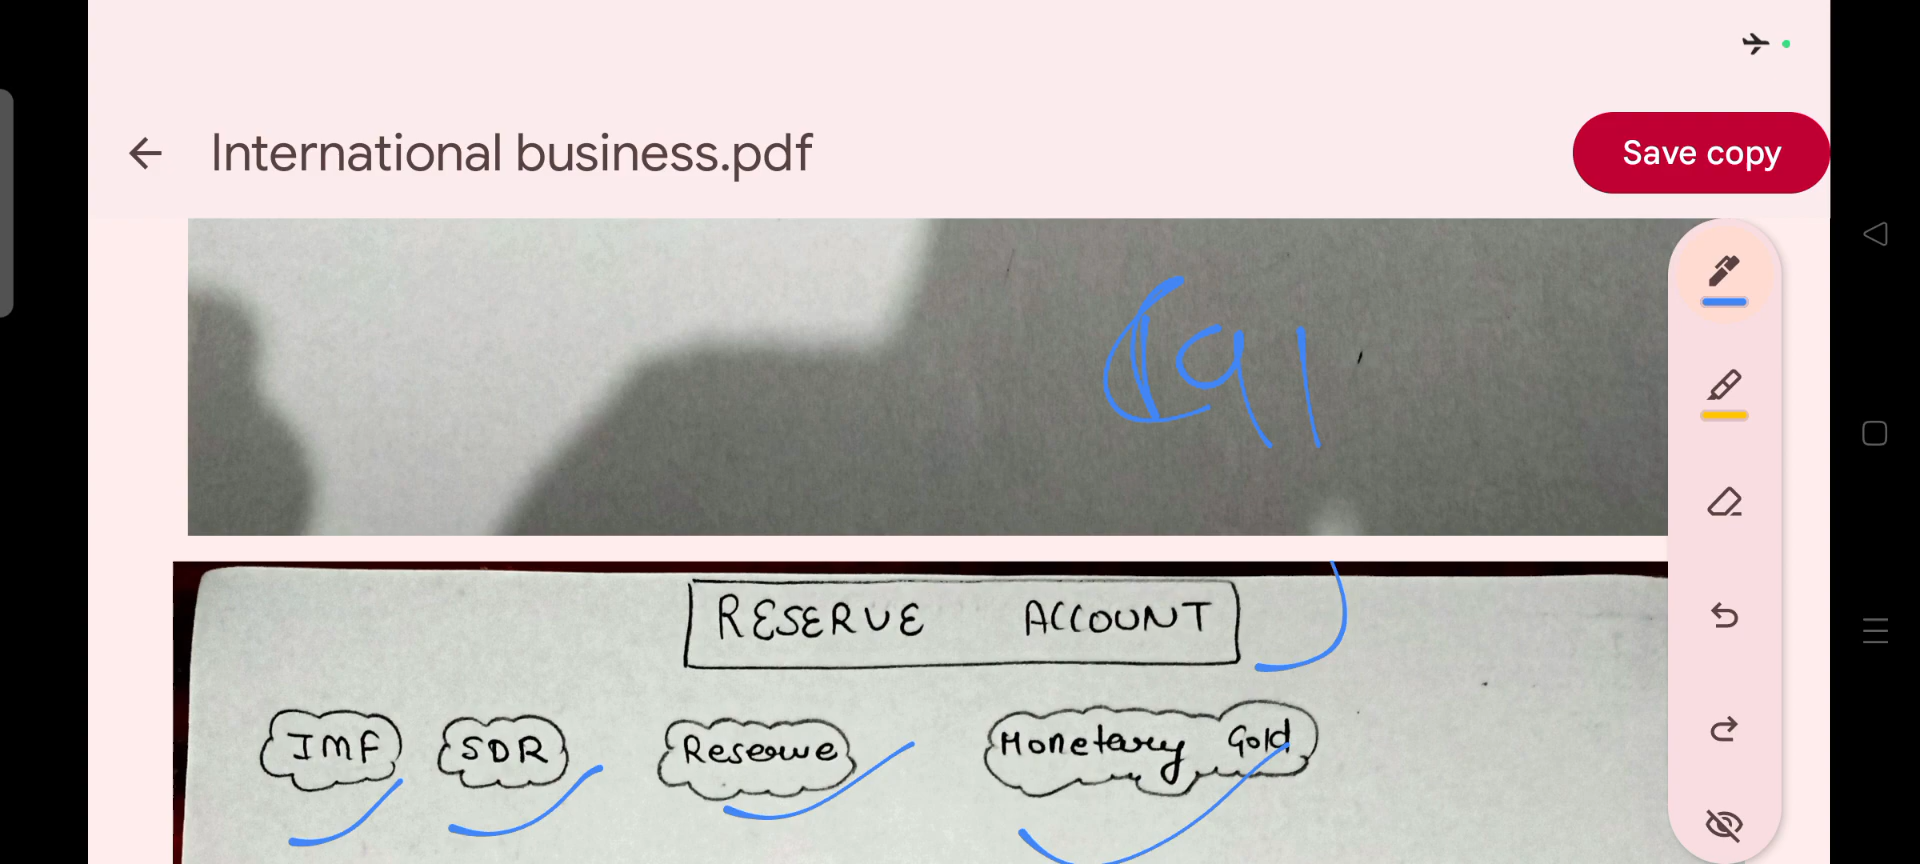 International business.pdf
Save copy
RESERVE ACCOUNT
IMF SDR Reserve Monetary Gold